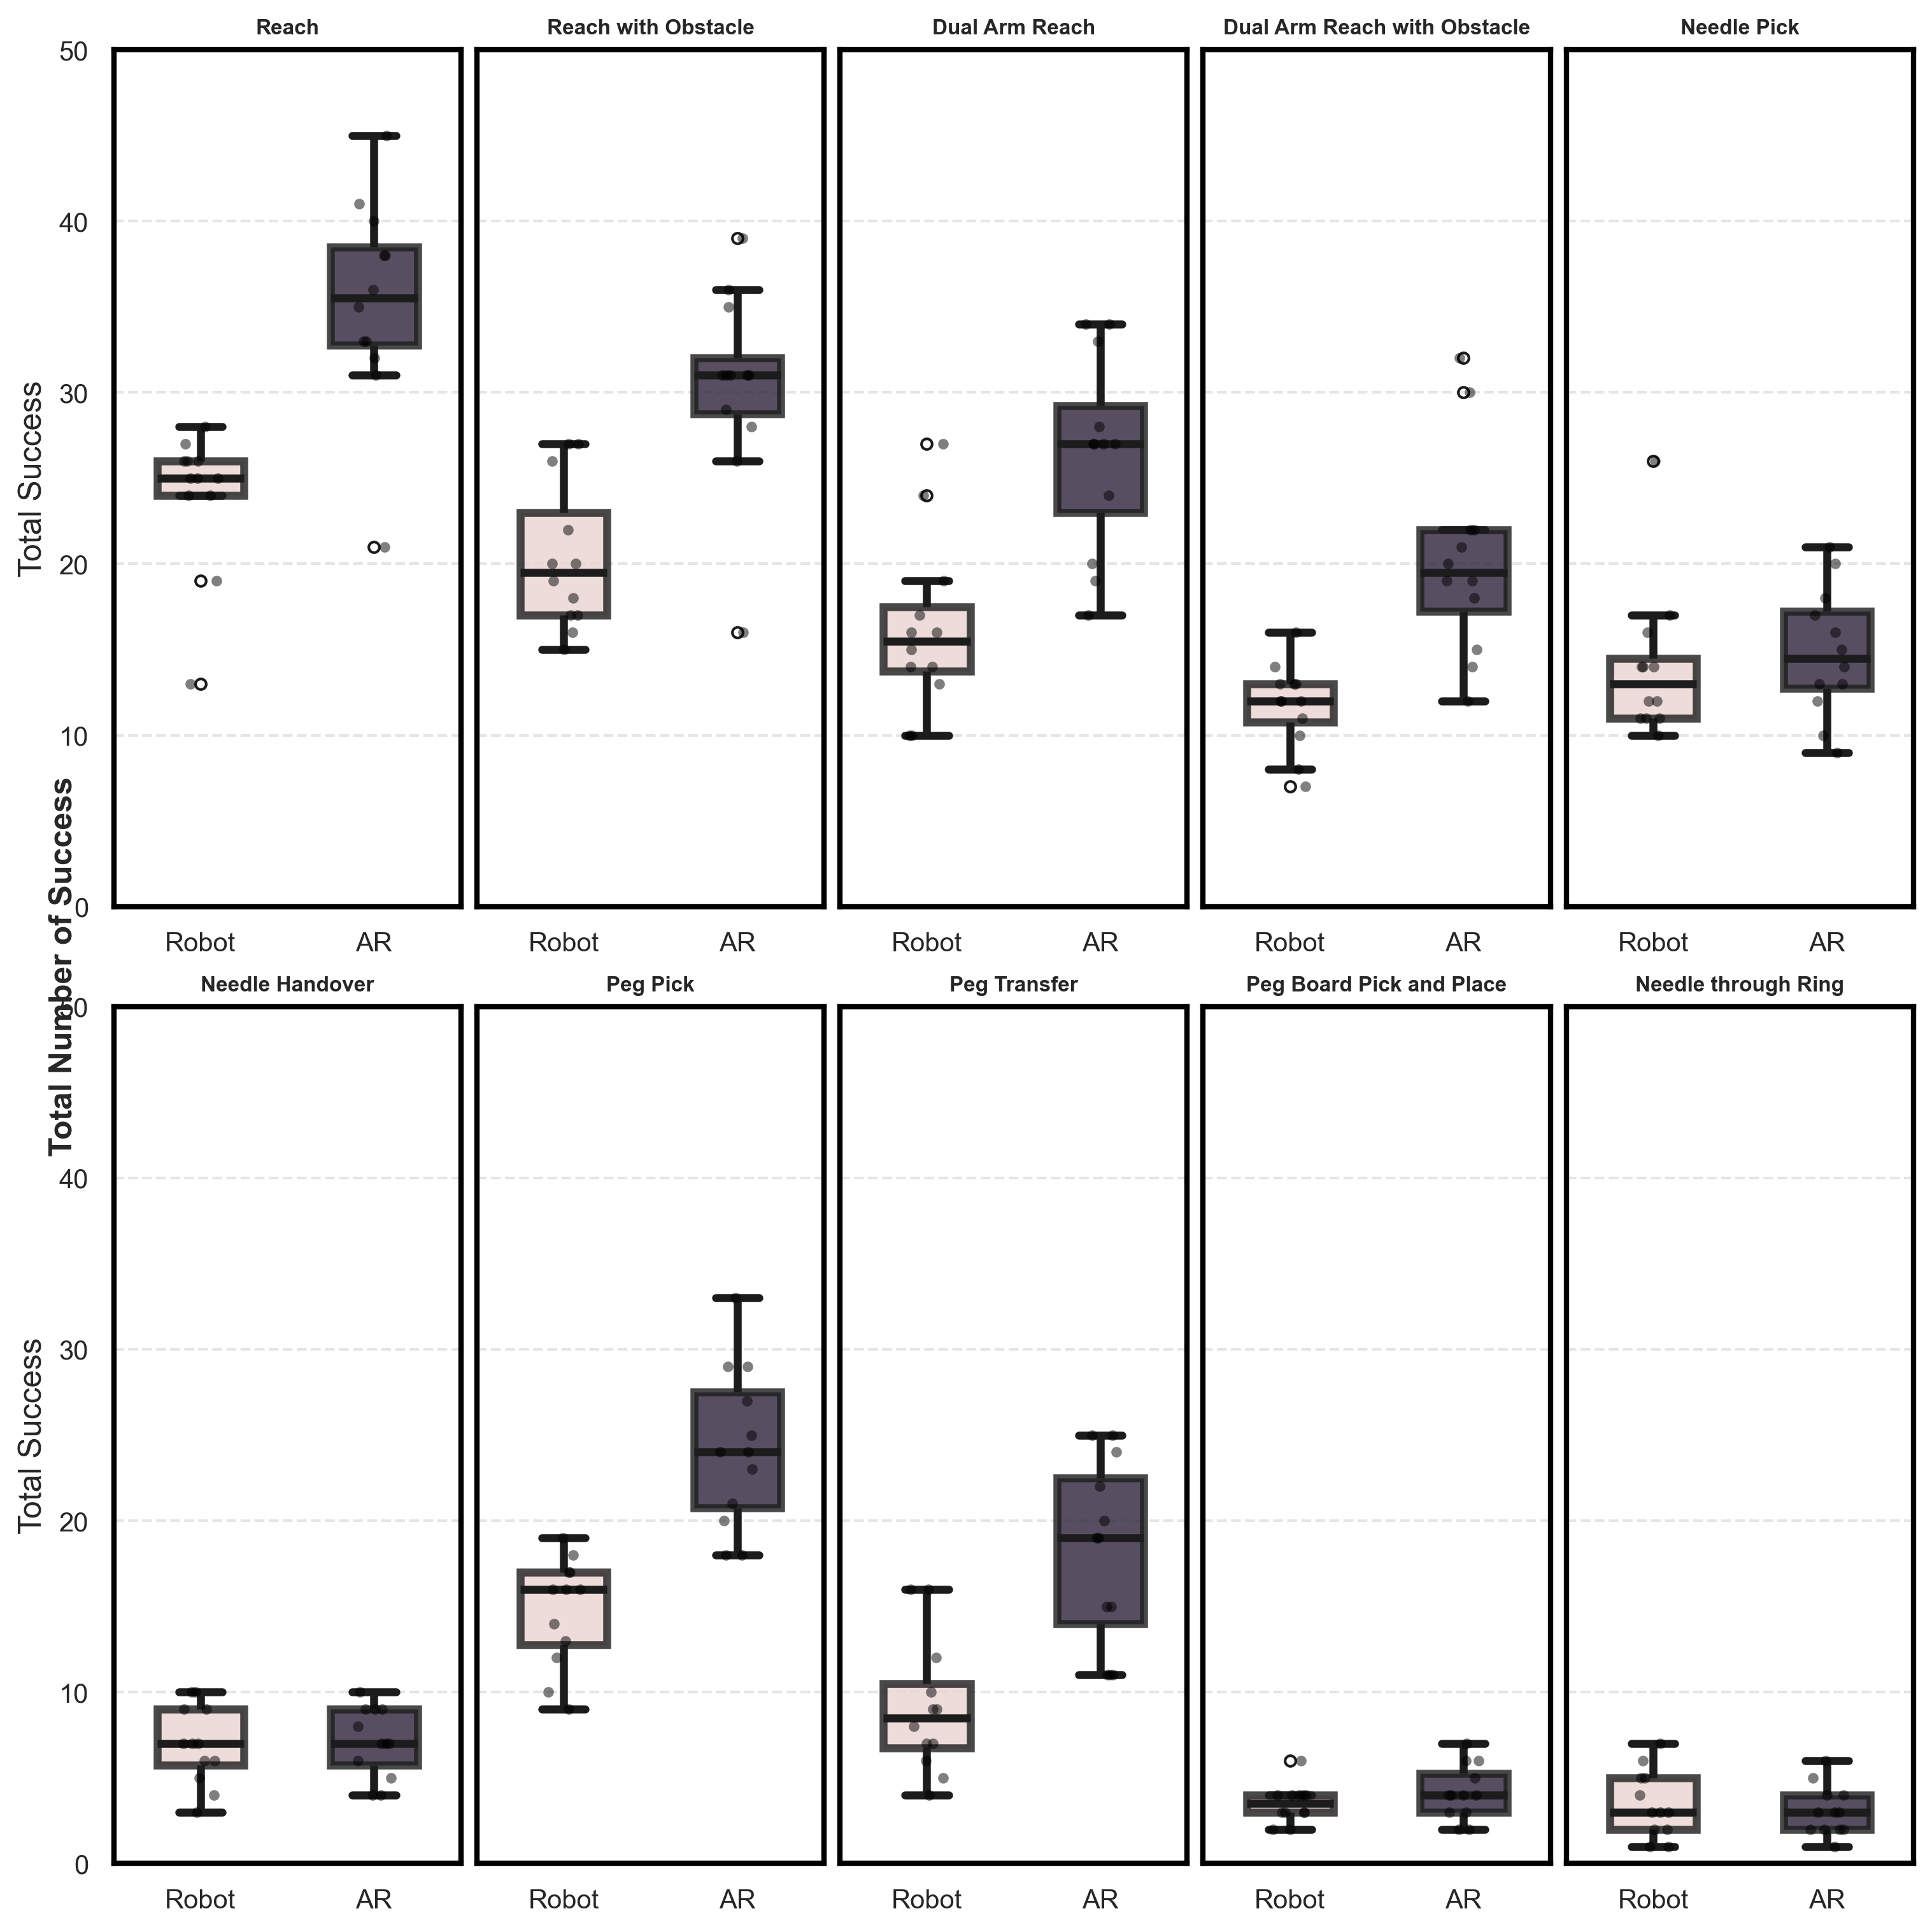 Reach
Reach with Obstacle
Dual Arm Reach
Dual Arm Reach with Obstacle
Needle Pick
Total Success
50
40
30
20
10
0
Robot
AR
Robot
AR
Robot
AR
Robot
AR
Robot
AR
Total Number of Success
Needle Handover
Peg Pick
Peg Transfer
Peg Board Pick and Place
Needle through Ring
Total Success
50
40
30
20
10
0
Robot
AR
Robot
AR
Robot
AR
Robot
AR
Robot
AR